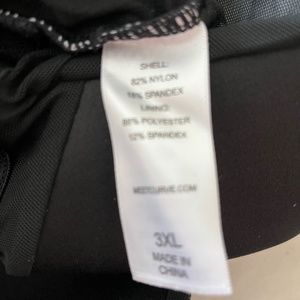 SHELL:
82% NYLON
18% SPANDEX
LINING:
88% POLYESTER
12% SPANDEX
MEETCURVE.COM
3XL
MADE IN
CHINA